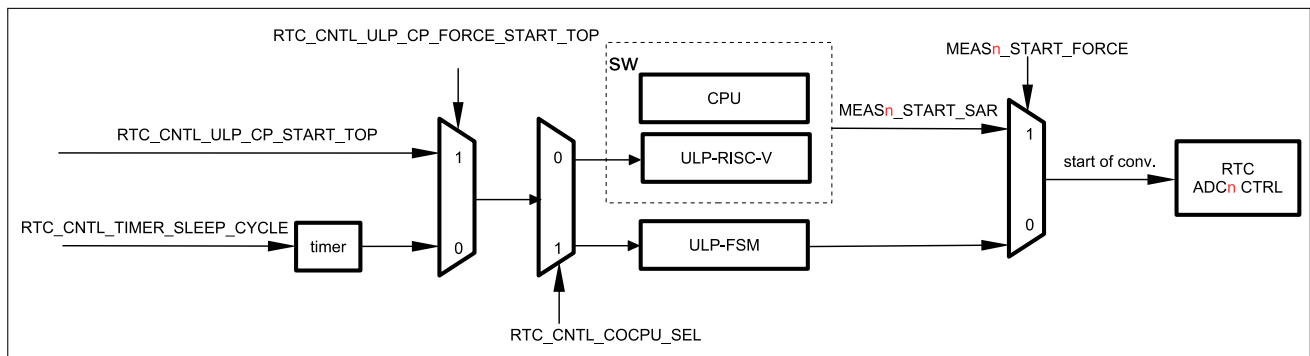 RTC_CNTL_ULP_CP_FORCE_START_TOP
MEASn_START_FORCE
SW
CPU
MEASn_START_SAR
RTC_CNTL_ULP_CP_START_TOP
1
0
ULP-RISC-V
1
start of conv.
RTC
ADCn CTRL
RTC_CNTL_TIMER_SLEEP_CYCLE
timer
0
1
ULP-FSM
0
RTC_CNTL_COCPU_SEL